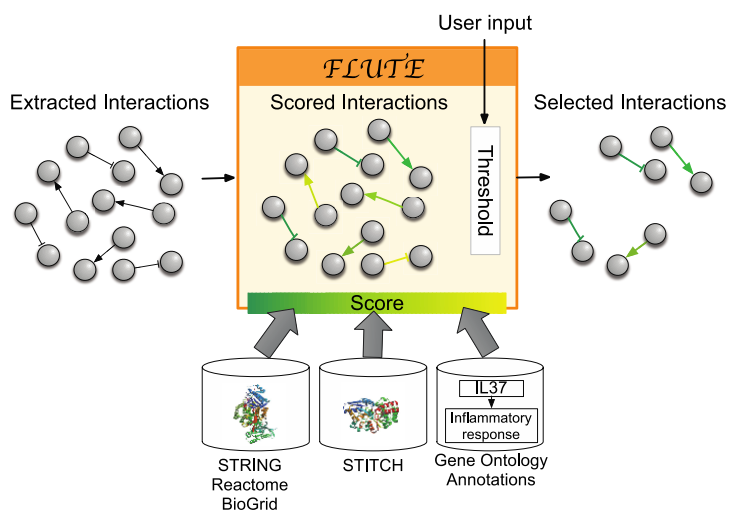 User input
FLUTE
Extracted Interactions
Scored Interactions
Selected Interactions
Threshold
Score
IL37
Inflammatory
response
STRING
Reactome
BioGrid
STITCH
Gene Ontology
Annotations